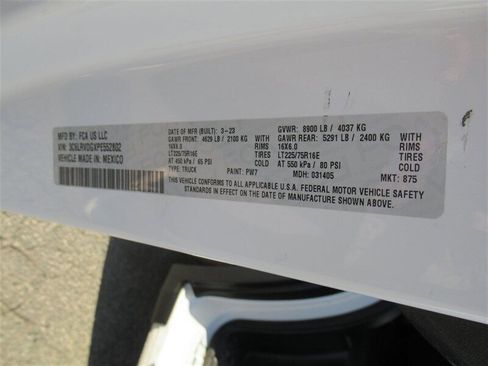 MFD BY: FCA US LLC
VIN: 3C6LRVDGXPE552802
VEHICLE MADE IN: MEXICO
DATE OF MFR (BUILT): 3-23
GAWR FRONT: 4629 LB / 2100 KG
16X6.0 RIMS
LT225/75R16E TIRES
AT 450 kPa / 65 PSI COLD
TYPE: TRUCK PAINT: PW7
GVWR: 8900 LB / 4037 KG
GAWR REAR: 5291 LB / 2400 KG
16X6.0 RIMS
LT225/75R16E TIRES
AT 550 kPa / 80 PSI COLD
MDH: 031405 MKT: 875
THIS VEHICLE CONFORMS TO ALL APPLICABLE U.S.A. FEDERAL MOTOR VEHICLE SAFETY
STANDARDS IN EFFECT ON THE DATE OF MANUFACTURE SHOWN ABOVE.